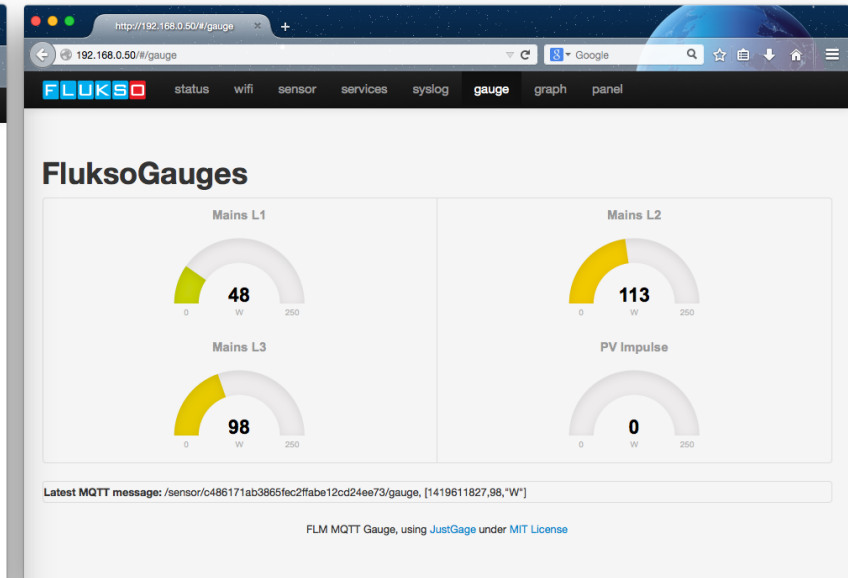 http://192.168.0.50/#/gauge
192.168.0.50/#/gauge
Google
FLUKSO status wifi sensor services syslog gauge graph panel
FluksoGauges
Mains L1
48
0 W 250
Mains L2
113
0 W 250
Mains L3
98
0 W 250
PV Impulse
0
0 W 250
Latest MQTT message: /sensor/c486171ab3865fec2ffabe12cd24ee73/gauge, [1419611827,98,"W"]
FLM MQTT Gauge, using JustGage under MIT License